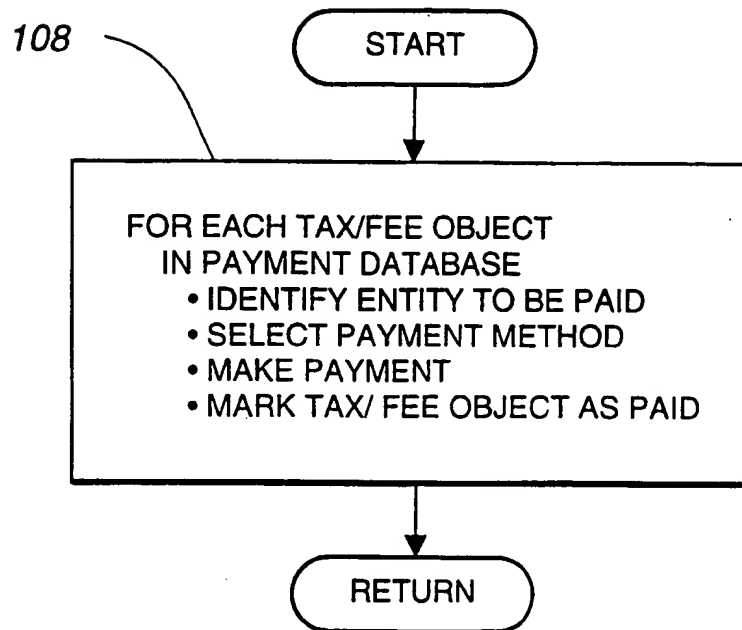 108
START
FOR EACH TAX/FEE OBJECT
IN PAYMENT DATABASE
• IDENTIFY ENTITY TO BE PAID
• SELECT PAYMENT METHOD
• MAKE PAYMENT
• MARK TAX/ FEE OBJECT AS PAID
RETURN